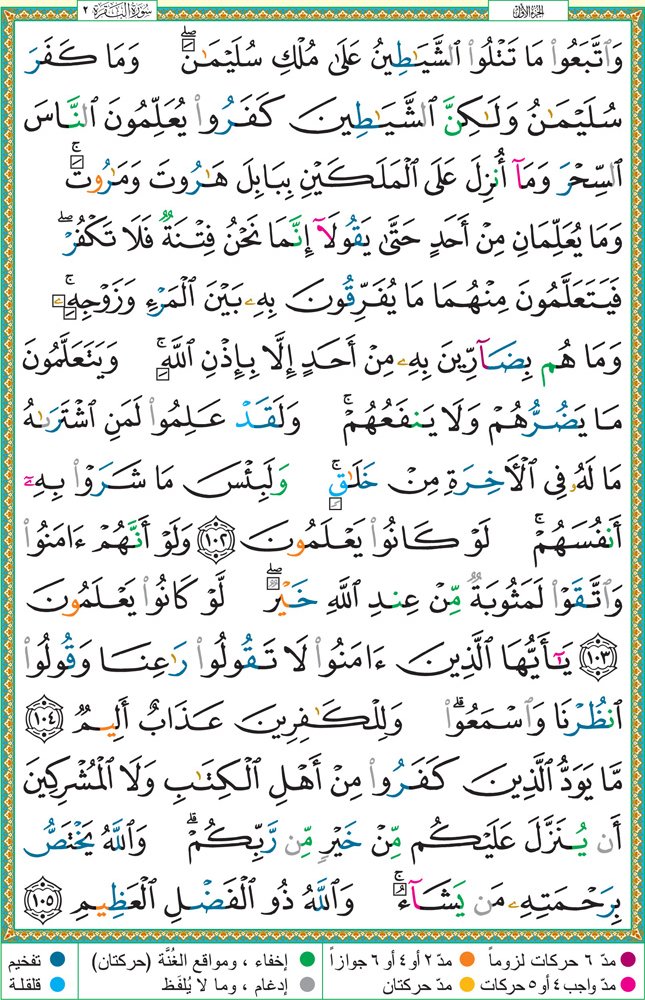 الجزء الأول
سورة البقرة ٢
وَٱتَّبَعُوا۟ مَا تَتْلُوا۟ ٱلشَّيَـٰطِينُ عَلَىٰ مُلْكِ سُلَيْمَـٰنَ ۖ وَمَا كَفَرَ
سُلَيْمَـٰنُ وَلَـٰكِنَّ ٱلشَّيَـٰطِينَ كَفَرُوا۟ يُعَلِّمُونَ ٱلنَّاسَ
ٱلسِّحْرَ وَمَآ أُنزِلَ عَلَى ٱلْمَلَكَيْنِ بِبَابِلَ هَـٰرُوتَ وَمَـٰرُوتَ ۚ
وَمَا يُعَلِّمَانِ مِنْ أَحَدٍ حَتَّىٰ يَقُولَآ إِنَّمَا نَحْنُ فِتْنَةٌ فَلَا تَكْفُرْ ۖ
فَيَتَعَلَّمُونَ مِنْهُمَا مَا يُفَرِّقُونَ بِهِۦ بَيْنَ ٱلْمَرْءِ وَزَوْجِهِۦ ۚ
وَمَا هُم بِضَآرِّينَ بِهِۦ مِنْ أَحَدٍ إِلَّا بِإِذْنِ ٱللَّهِ ۚ وَيَتَعَلَّمُونَ
مَا يَضُرُّهُمْ وَلَا يَنفَعُهُمْ ۚ وَلَقَدْ عَلِمُوا۟ لَمَنِ ٱشْتَرَىٰهُ
مَا لَهُۥ فِى ٱلْـَٔاخِرَةِ مِنْ خَلَـٰقٍ ۚ وَلَبِئْسَ مَا شَرَوْا۟ بِهِۦٓ
أَنفُسَهُمْ ۚ لَوْ كَانُوا۟ يَعْلَمُونَ ١٠٢ وَلَوْ أَنَّهُمْ ءَامَنُوا۟
وَٱتَّقَوْا۟ لَمَثُوبَةٌ مِّنْ عِندِ ٱللَّهِ خَيْرٌ ۖ لَّوْ كَانُوا۟ يَعْلَمُونَ
١٠٣ يَـٰٓأَيُّهَا ٱلَّذِينَ ءَامَنُوا۟ لَا تَقُولُوا۟ رَٰعِنَا وَقُولُوا۟
ٱنظُرْنَا وَٱسْمَعُوا۟ ۗ وَلِلْكَـٰفِرِينَ عَذَابٌ أَلِيمٌ ١٠٤
مَّا يَوَدُّ ٱلَّذِينَ كَفَرُوا۟ مِنْ أَهْلِ ٱلْكِتَـٰبِ وَلَا ٱلْمُشْرِكِينَ
أَن يُنَزَّلَ عَلَيْكُم مِّنْ خَيْرٍ مِّن رَّبِّكُمْ ۗ وَٱللَّهُ يَخْتَصُّ
بِرَحْمَتِهِۦ مَن يَشَآءُ ۚ وَٱللَّهُ ذُو ٱلْفَضْلِ ٱلْعَظِيمِ ١٠٥
مدّ ٦ حركات لزوماً مدّ ٢ أو ٤ أو ٦ جوازاً إخفاء ، ومواقع الغُنَّة (حركتان) تفخيم
مدّ واجب ٤ أو ٥ حركات مدّ حركتان إدغام ، وما لا يُلفَظ قلقلة